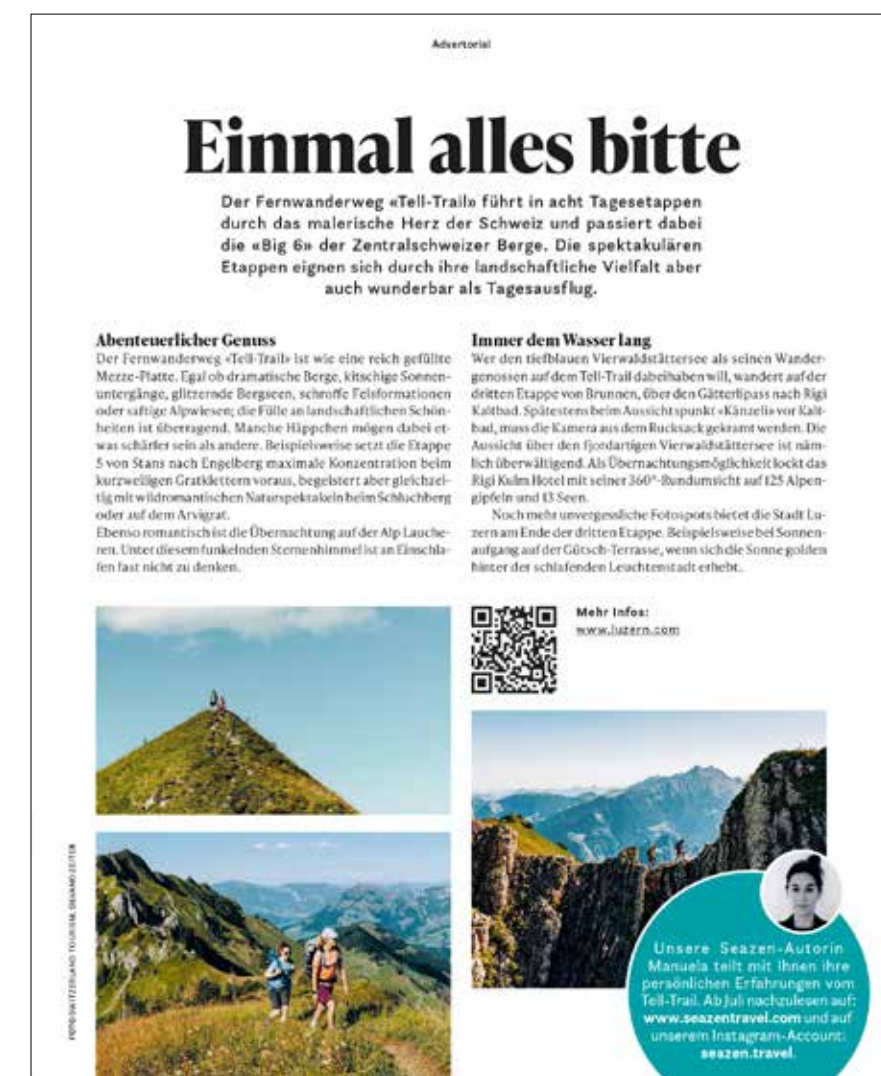 Advertorial
Einmal alles bitte
Der Fernwanderweg «Tell-Trail» führt in acht Tagesetappen
durch das malerische Herz der Schweiz und passiert dabei
die «Big 6» der Zentralschweizer Berge. Die spektakulären
Etappen eignen sich durch ihre landschaftliche Vielfalt aber
auch wunderbar als Tagesausflug.
Abenteuerlicher Genuss
Der Fernwanderweg «Tell-Trail» ist wie eine reich gefüllte
Mezze-Platte. Egal ob dramatische Berge, kitschige Sonnen-
untergänge, glitzernde Bergseen, schroffe Felsformationen
oder saftige Alpwiesen; die Fülle an landschaftlichen Schön-
heiten ist überragend. Manche Häppchen mögen dabei et-
was schärfer sein als andere. Beispielsweise setzt die Etappe
5 von Stans nach Engelberg maximale Konzentration beim
kurzweiligen Gratklettern voraus, begeistert aber gleichzei-
tig mit wildromantischen Naturspektakeln beim Schluchberg
oder auf dem Arvigrat.
Ebenso romantisch ist die Übernachtung auf der Alp Lauche-
ren. Unter diesem funkelnden Sternenhimmel ist an Einschla-
fen fast nicht zu denken.
Immer dem Wasser lang
Wer den tiefblauen Vierwaldstättersee als seinen Wander-
genossen auf dem Tell-Trail dabeihaben will, wandert auf der
dritten Etappe von Brunnen, über den Gätterlipass nach Rigi
Kaltbad. Spätestens beim Aussichtspunkt «Känzeli» vor Kalt-
bad, muss die Kamera aus dem Rucksack gekramt werden. Die
Aussicht über den fjordartigen Vierwaldstättersee ist näm-
lich überwältigend. Als Übernachtungsmöglichkeit lockt das
Rigi Kulm Hotel mit seiner 360°-Rundumsicht auf 125 Alpen-
gipfeln und 13 Seen.
Noch mehr unvergessliche Fotospots bietet die Stadt Lu-
zern am Ende der dritten Etappe. Beispielsweise bei Sonnen-
aufgang auf der Gütsch-Terrasse, wenn sich die Sonne golden
hinter der schlafenden Leuchtenstadt erhebt.
Mehr Infos:
www.luzern.com
Unsere Seazen-Autorin
Manuela teilt mit Ihnen ihre
persönlichen Erfahrungen vom
Tell-Trail. Ab Juli nachzulesen auf:
www.seazentravel.com und auf
unserem Instagram-Account:
seazen.travel.
SWITZERLAND TOURISM, SILVANO ZEITER